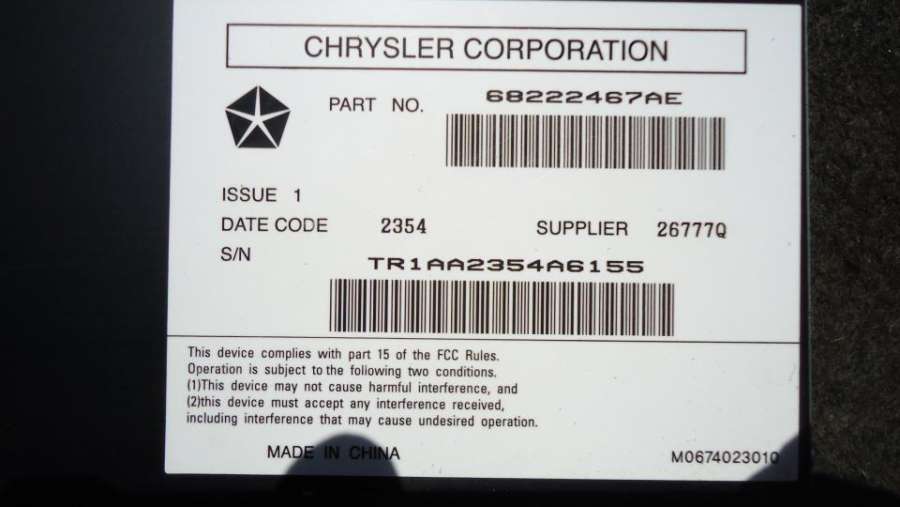 CHRYSLER CORPORATION
PART NO. 68222467AE
ISSUE 1
DATE CODE 2354 SUPPLIER 26777Q
S/N TR1AA2354A6155
This device complies with part 15 of the FCC Rules.
Operation is subject to the following two conditions.
(1)This device may not cause harmful interference, and
(2)this device must accept any interference received,
including interference that may cause undesired operation.
MADE IN CHINA M0674023010